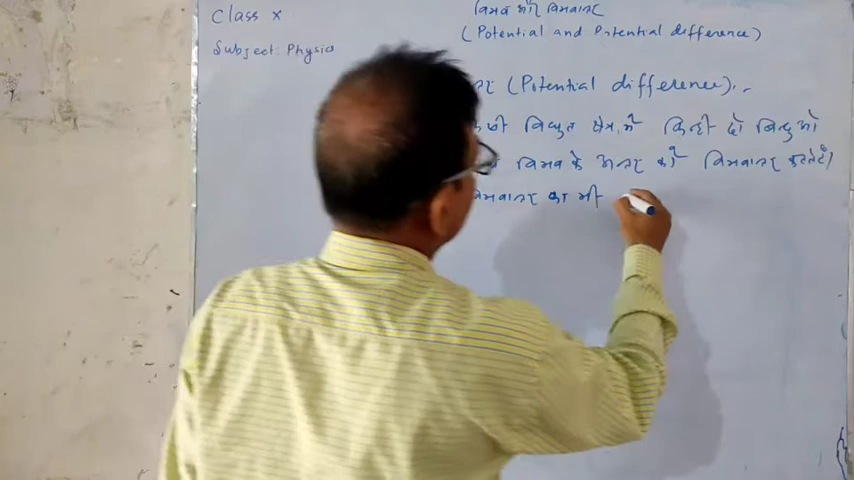 Class X
Subject: Physics
विभव और विभवान्तर
(Potential and Potential difference)
(Potential difference)
किसी विद्युत क्षेत्र में किन्ही दो बिन्दुओं
विभव के अन्तर को विभवान्तर कहते हैं।
विभवान्तर का भी